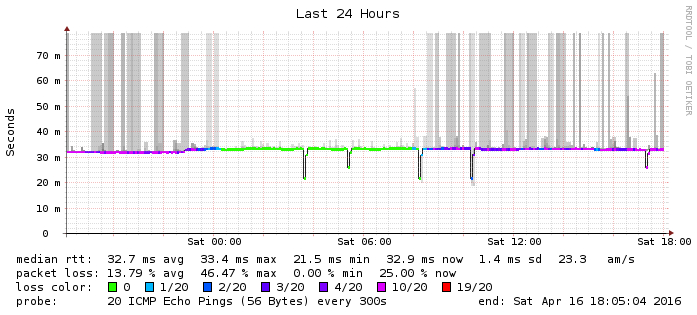 Last 24 Hours
RRDTOOL / TOBI OETIKER
Seconds
70 m
60 m
50 m
40 m
30 m
20 m
10 m
0
Sat 00:00 Sat 06:00 Sat 12:00 Sat 18:00
median rtt: 32.7 ms avg 33.4 ms max 21.5 ms min 32.9 ms now 1.4 ms sd 23.3 am/s
packet loss: 13.79 % avg 46.47 % max 0.00 % min 25.00 % now
loss color: 0 1/20 2/20 3/20 4/20 10/20 19/20
probe: 20 ICMP Echo Pings (56 Bytes) every 300s end: Sat Apr 16 18:05:04 2016